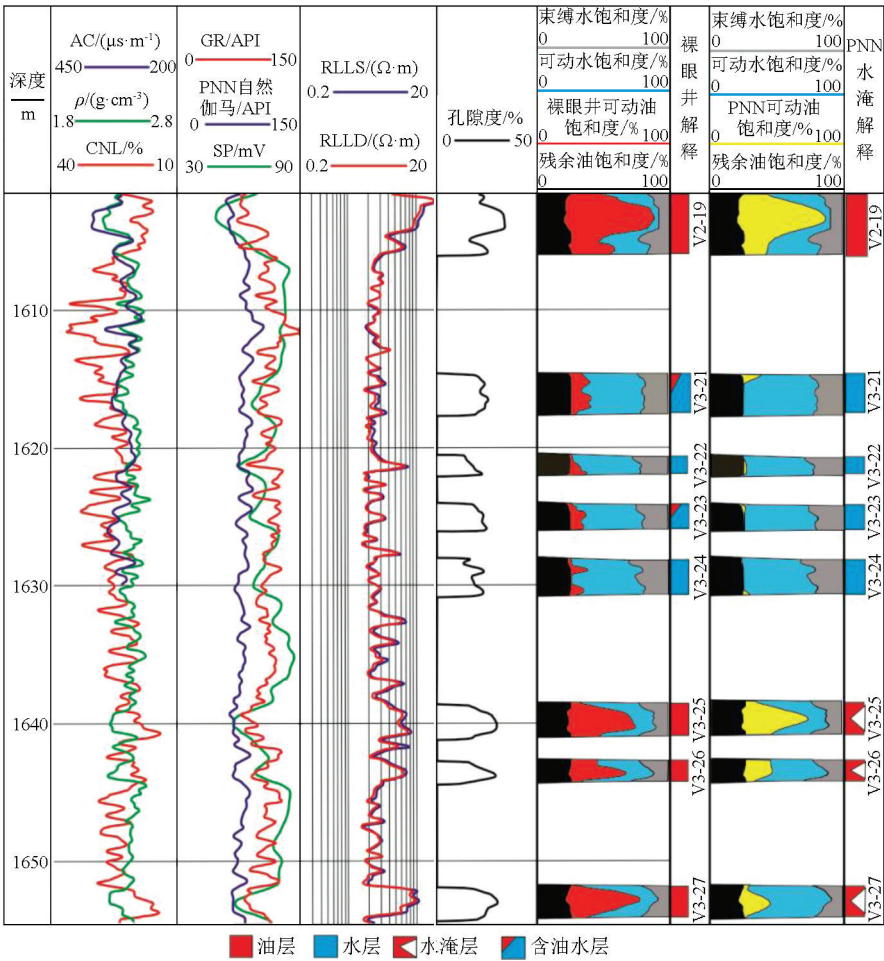 深度
m
AC/(μs·m⁻¹)
450 200
ρ/(g·cm⁻³)
1.8 2.8
CNL/%
40 10
GR/API
0 150
PNN自然
伽马/API
0 150
SP/mV
30 90
RLLS/(Ω·m)
0.2 20
RLLD/(Ω·m)
0.2 20
孔隙度/%
0 50
束缚水饱和度/%
0 100
可动水饱和度/%
0 100
裸眼井可动油
饱和度/%
0 100
残余油饱和度/%
0 100
裸眼井解释
束缚水饱和度/%
0 100
可动水饱和度/%
0 100
PNN可动油
饱和度/%
0 100
残余油饱和度/%
0 100
PNN水淹解释
V2-19 V2-19
1610
V3-21 V3-21
1620
V3-22 V3-22
V3-23 V3-23
V3-24 V3-24
1630
V3-25 V3-25
1640
V3-26 V3-26
1650
V3-27 V3-27
油层 水层 水淹层 含油水层